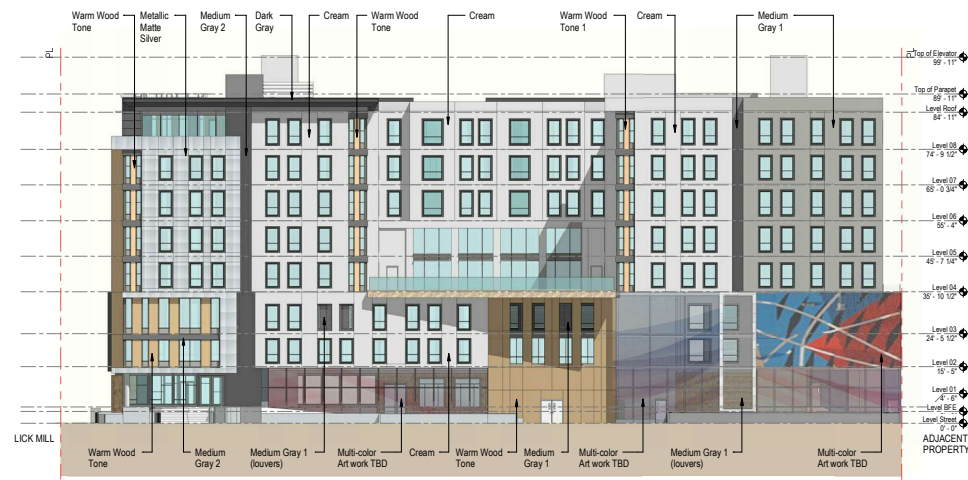 Warm Wood
Tone
Metallic
Matte
Silver
Medium
Gray 2
Dark
Gray
Cream
Warm Wood
Tone
Cream
Warm Wood
Tone 1
Cream
Medium
Gray 1
PL
PL
Top of Elevator
99' - 11"
Top of Parapet
89' - 11"
Level Roof
84' - 11"
Level 08
74' - 9 1/2"
Level 07
65' - 0 3/4"
Level 06
55' - 4"
Level 05
45' - 7 1/4"
Level 04
35' - 10 1/2"
Level 03
24' - 5 1/2"
Level 02
15' - 5"
Level 01
4' - 6"
Level BFE
Level Street
0' - 0"
LICK MILL
ADJACENT
PROPERTY
Warm Wood
Tone
Medium
Gray 2
Medium Gray 1
(louvers)
Multi-color
Art work TBD
Cream
Warm Wood
Tone
Medium
Gray 1
Multi-color
Art work TBD
Medium Gray 1
(louvers)
Multi-color
Art work TBD